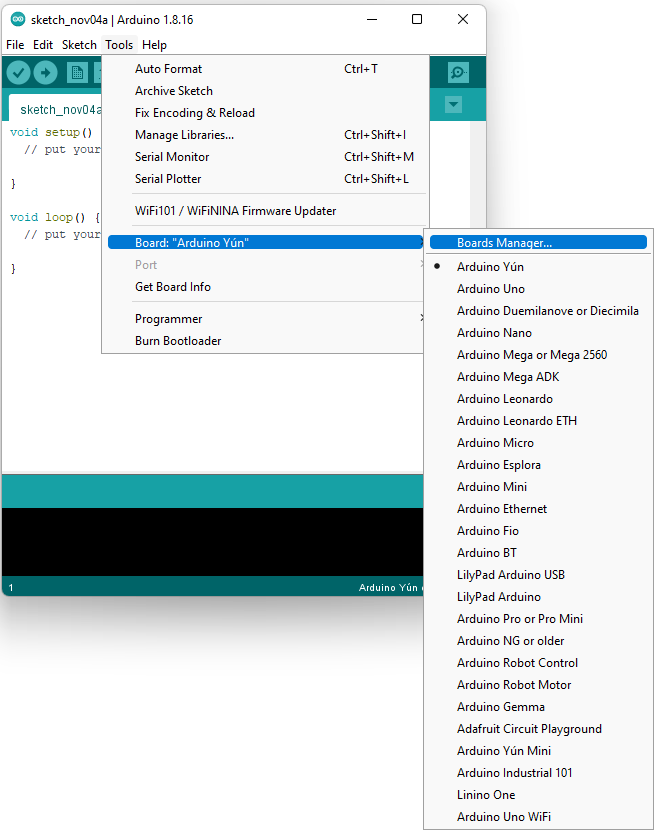 sketch_nov04a | Arduino 1.8.16
File Edit Sketch Tools Help
sketch_nov04a
void setup()
// put your
}
void loop() {
// put your
}
Auto Format Ctrl+T
Archive Sketch
Fix Encoding & Reload
Manage Libraries... Ctrl+Shift+I
Serial Monitor Ctrl+Shift+M
Serial Plotter Ctrl+Shift+L
WiFi101 / WiFiNINA Firmware Updater
Board: "Arduino Yún"
Port
Get Board Info
Programmer
Burn Bootloader
Boards Manager...
Arduino Yún
Arduino Uno
Arduino Duemilanove or Diecimila
Arduino Nano
Arduino Mega or Mega 2560
Arduino Mega ADK
Arduino Leonardo
Arduino Leonardo ETH
Arduino Micro
Arduino Esplora
Arduino Mini
Arduino Ethernet
Arduino Fio
Arduino BT
LilyPad Arduino USB
LilyPad Arduino
Arduino Pro or Pro Mini
Arduino NG or older
Arduino Robot Control
Arduino Robot Motor
Arduino Gemma
Adafruit Circuit Playground
Arduino Yún Mini
Arduino Industrial 101
Linino One
Arduino Uno WiFi
1 Arduino Yún